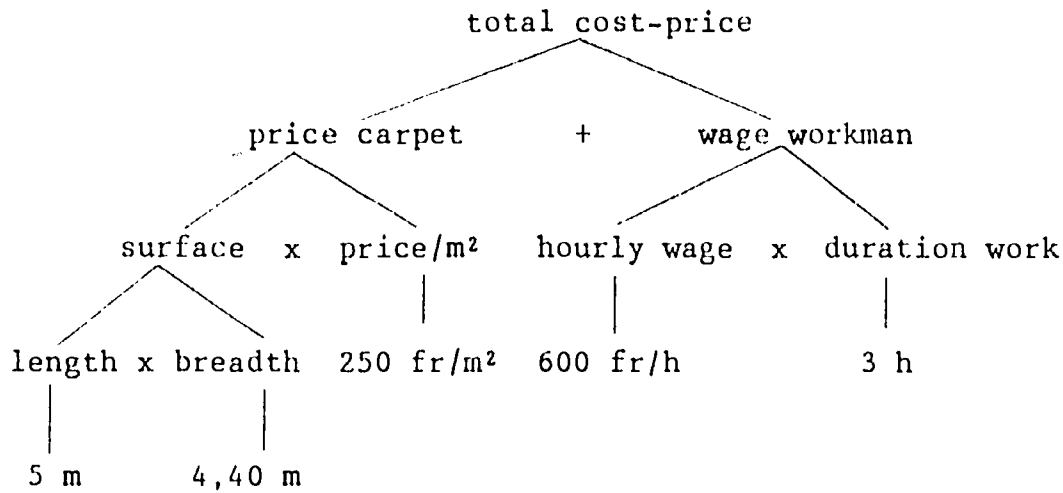 total cost-price
price carpet + wage workman
surface x price/m² hourly wage x duration work
length x breadth 250 fr/m² 600 fr/h 3 h
5 m 4,40 m